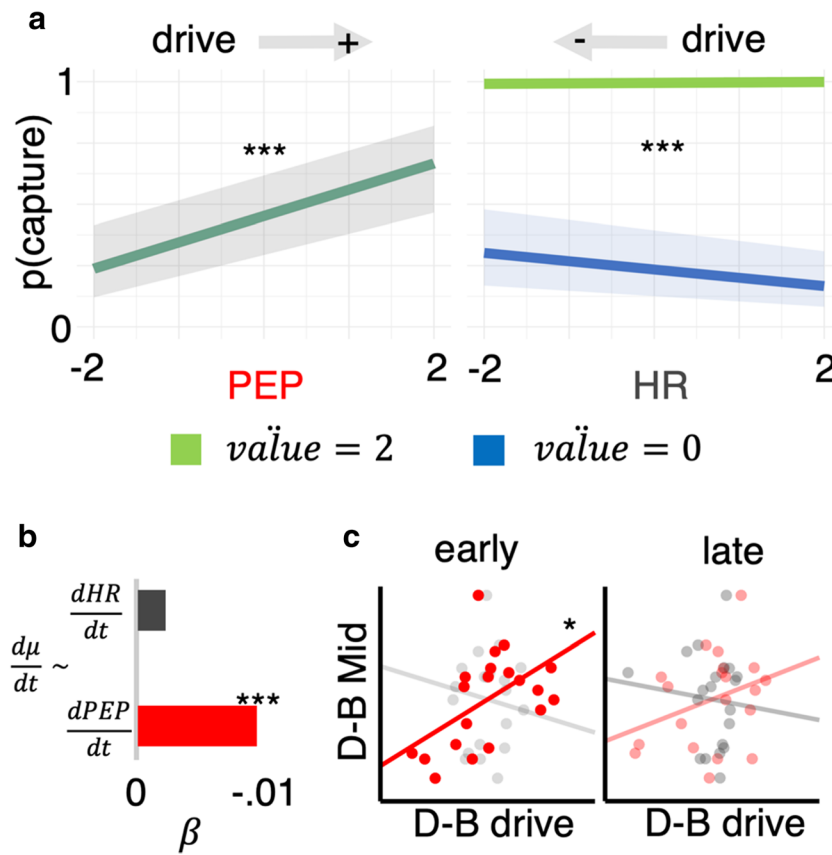 a
drive + - drive
1
p(capture)
***
***
0
-2 PEP 2 -2 HR 2
valüe = 2 valüe = 0
b
dHR/dt
dμ/dt ~
***
dPEP/dt
0 -.01
β
c
early late
*
D-B Mid
D-B drive D-B drive